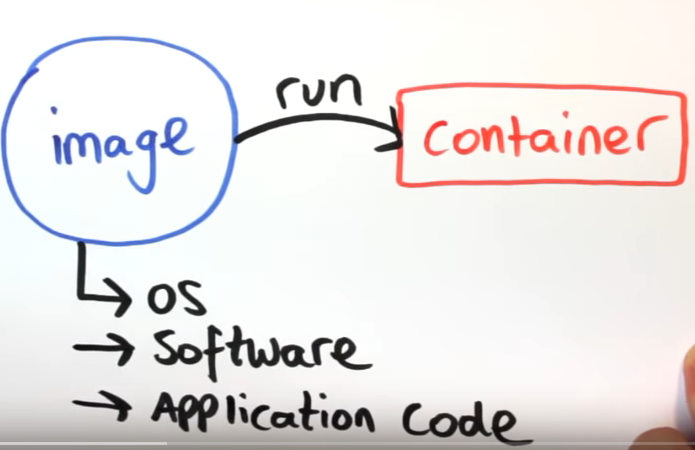 run
image
container
OS
Software
Application code